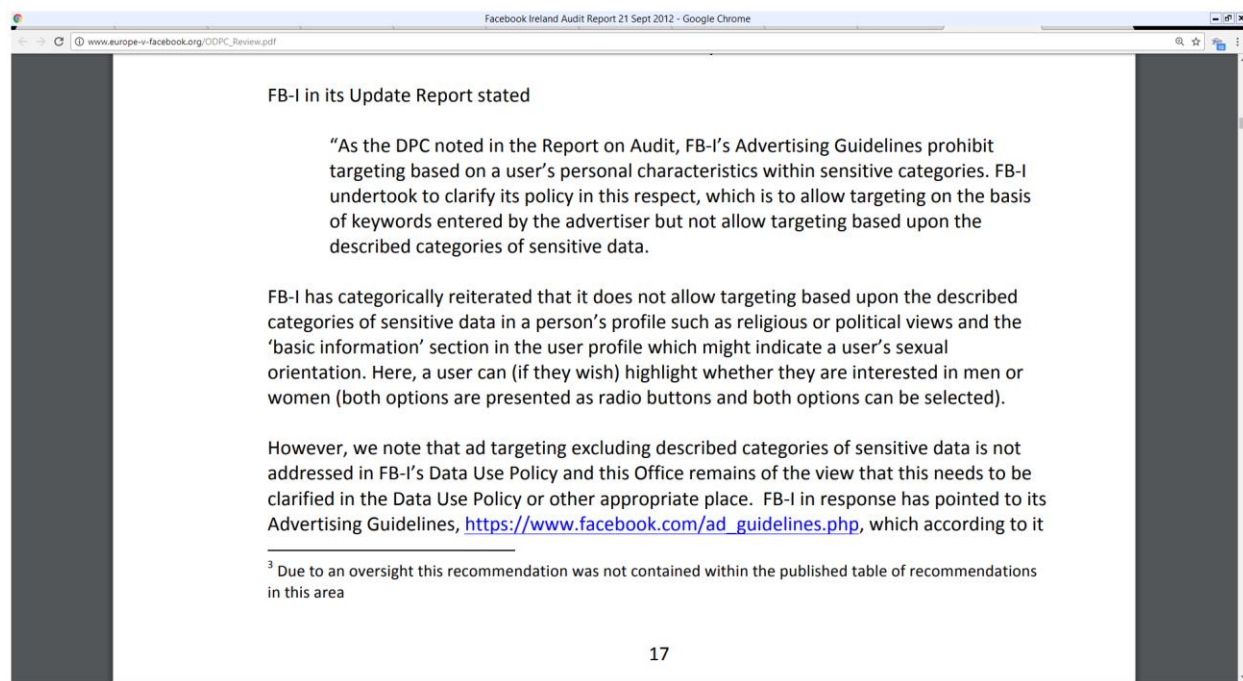 Facebook Ireland Audit Report 21 Sept 2012 - Google Chrome
www.europe-v-facebook.org/ODPC_Review.pdf
FB-I in its Update Report stated
“As the DPC noted in the Report on Audit, FB-I’s Advertising Guidelines prohibit
targeting based on a user’s personal characteristics within sensitive categories. FB-I
undertook to clarify its policy in this respect, which is to allow targeting on the basis
of keywords entered by the advertiser but not allow targeting based upon the
described categories of sensitive data.
FB-I has categorically reiterated that it does not allow targeting based upon the described
categories of sensitive data in a person’s profile such as religious or political views and the
‘basic information’ section in the user profile which might indicate a user’s sexual
orientation. Here, a user can (if they wish) highlight whether they are interested in men or
women (both options are presented as radio buttons and both options can be selected).
However, we note that ad targeting excluding described categories of sensitive data is not
addressed in FB-I’s Data Use Policy and this Office remains of the view that this needs to be
clarified in the Data Use Policy or other appropriate place.  FB-I in response has pointed to its
Advertising Guidelines, https://www.facebook.com/ad_guidelines.php, which according to it
3 Due to an oversight this recommendation was not contained within the published table of recommendations
in this area
17